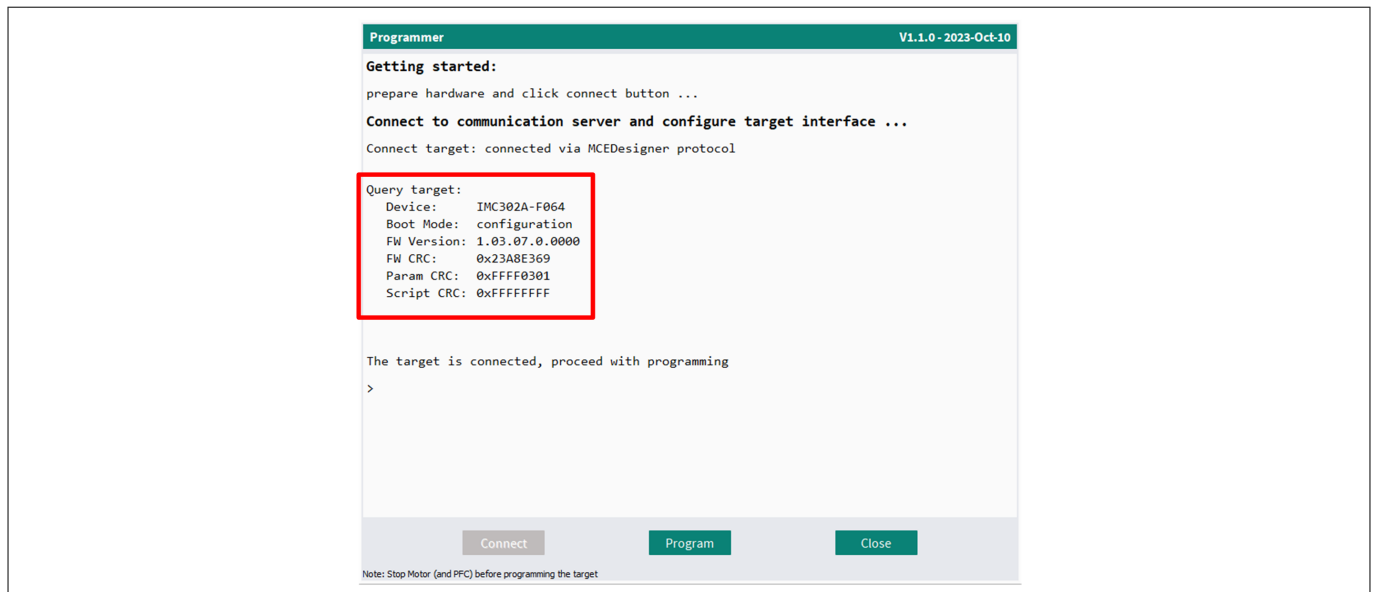 Programmer V1.1.0 - 2023-Oct-10
Getting started:
prepare hardware and click connect button ...
Connect to communication server and configure target interface ...
Connect target: connected via MCEDesigner protocol
Query target:
Device: IMC302A-F064
Boot Mode: configuration
FW Version: 1.03.07.0.0000
FW CRC: 0x23A8E369
Param CRC: 0xFFFF0301
Script CRC: 0xFFFFFFFF
The target is connected, proceed with programming
>
Connect Program Close
Note: Stop Motor (and PFC) before programming the target